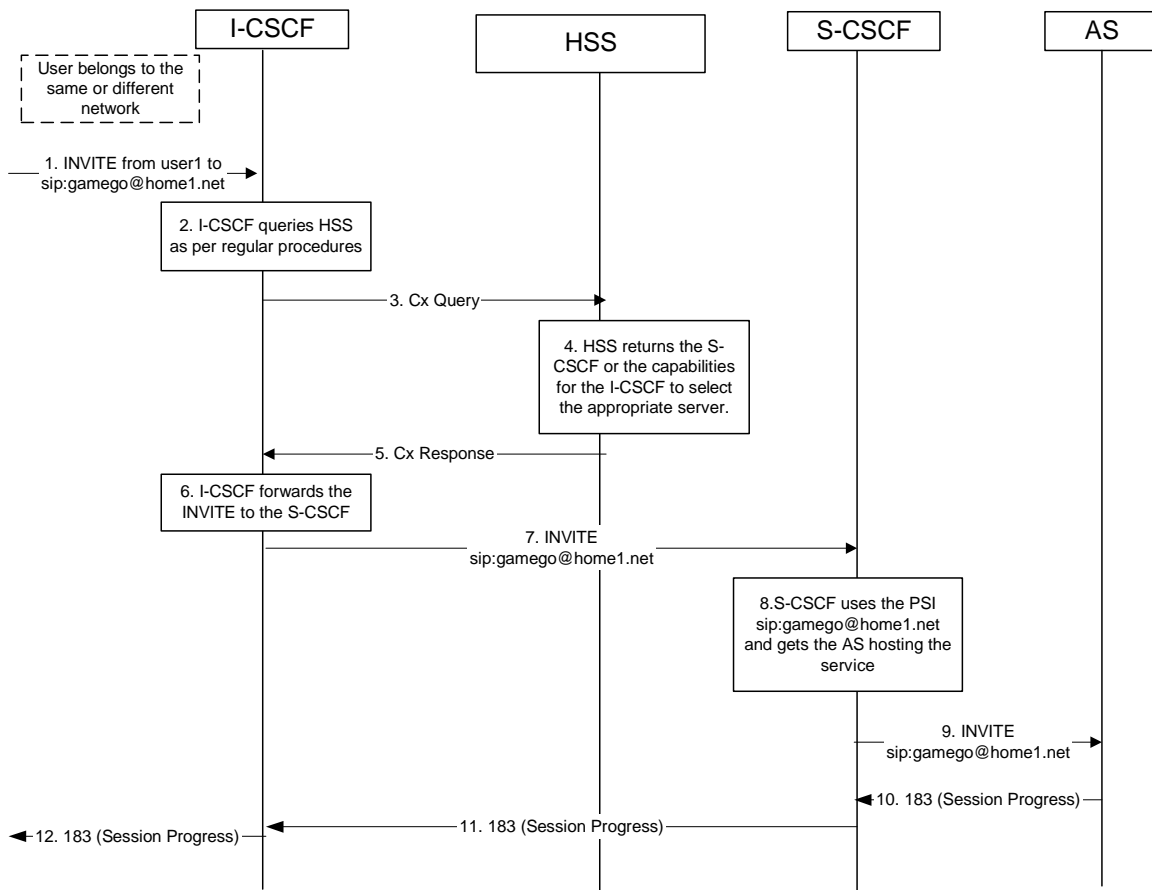 I-CSCF
HSS
S-CSCF
AS
User belongs to the
same or different
network
1. INVITE from user1 to
sip:gamego@home1.net
2. I-CSCF queries HSS
as per regular procedures
3. Cx Query
4. HSS returns the S-
CSCF or the capabilities
for the I-CSCF to select
the appropriate server.
5. Cx Response
6. I-CSCF forwards the
INVITE to the S-CSCF
7. INVITE
sip:gamego@home1.net
8.S-CSCF uses the PSI
sip:gamego@home1.net
and gets the AS hosting the
service
9. INVITE
sip:gamego@home1.net
10. 183 (Session Progress)
11. 183 (Session Progress)
12. 183 (Session Progress)